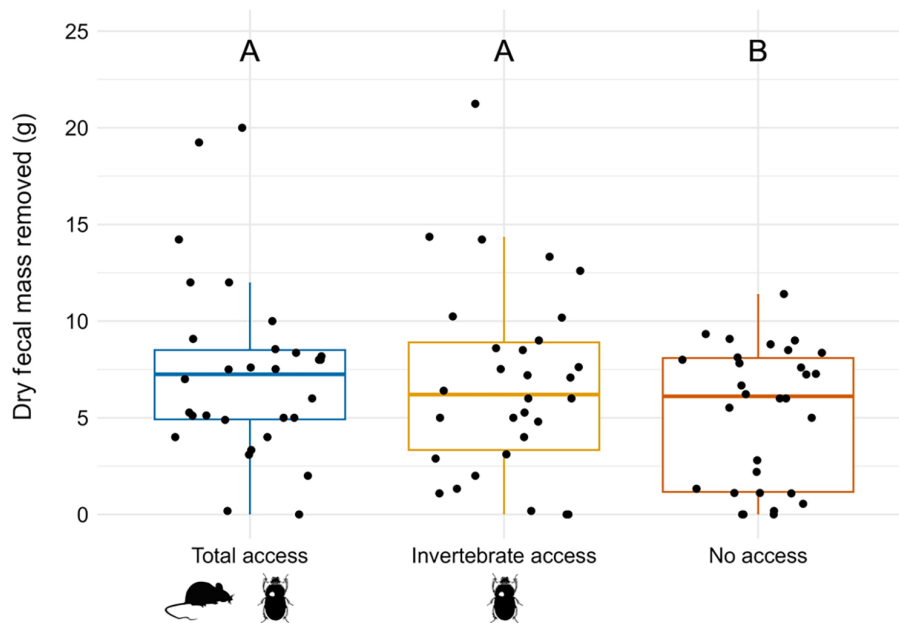 Dry fecal mass removed (g)
25
20
15
10
5
0
A A B
Total access Invertebrate access No access